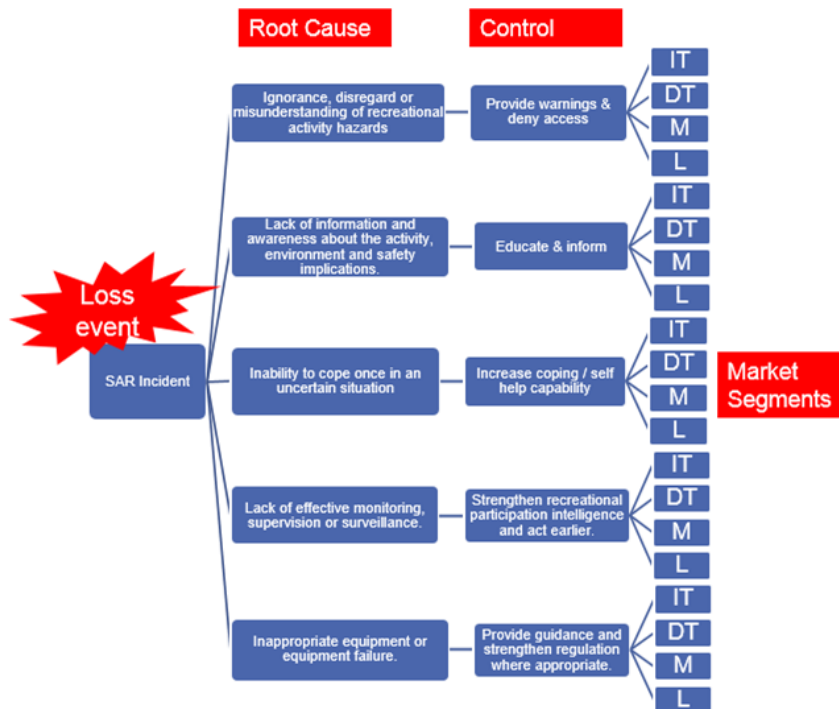 Root Cause
Control
Ignorance, disregard or
misunderstanding of recreational
activity hazards
Provide warnings &
deny access
IT
DT
M
L
Lack of information and
awareness about the activity,
environment and safety
implications.
Educate & inform
IT
DT
M
L
Loss
event
SAR Incident
Inability to cope once in an
uncertain situation
Increase coping / self
help capability
IT
DT
M
L
Market
Segments
Lack of effective monitoring,
supervision or surveillance.
Strengthen recreational
participation intelligence
and act earlier.
IT
DT
M
L
Inappropriate equipment or
equipment failure.
Provide guidance and
strengthen regulation
where appropriate.
IT
DT
M
L